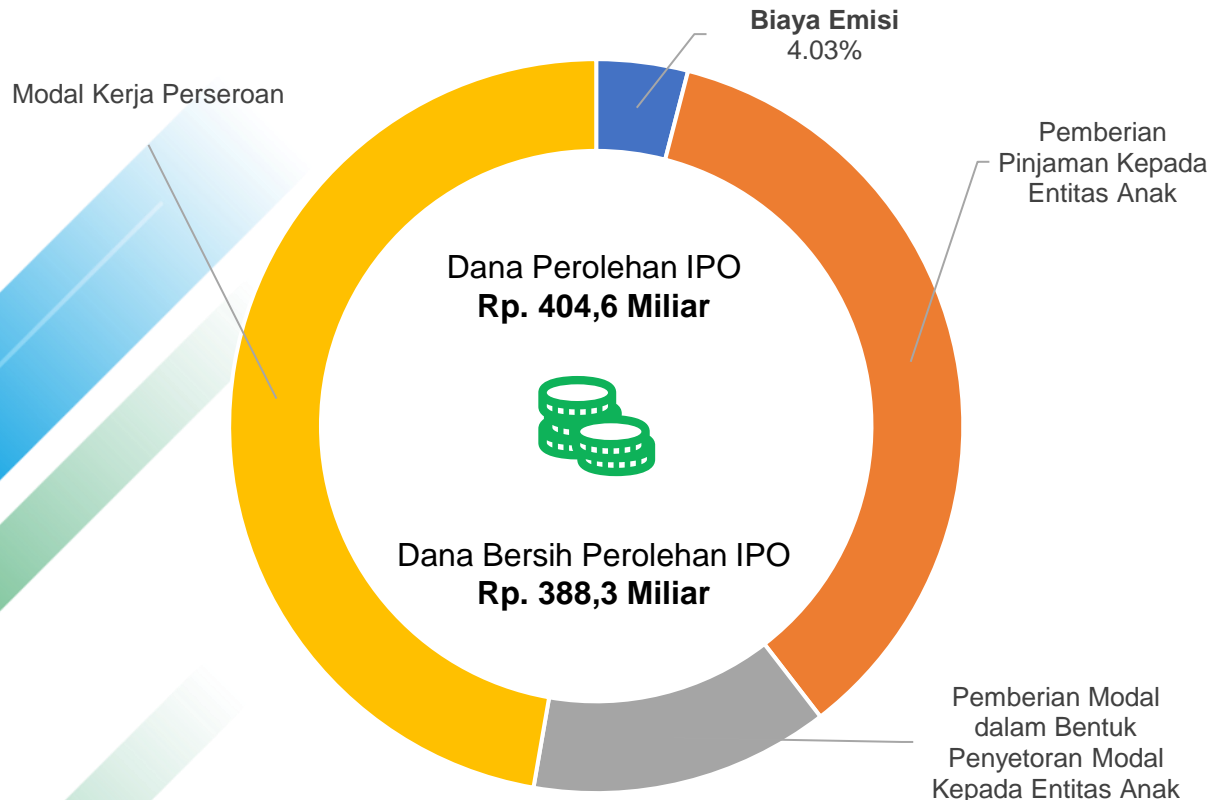 Biaya Emisi
4.03%
Modal Kerja Perseroan
Pemberian
Pinjaman Kepada
Entitas Anak
Dana Perolehan IPO
Rp. 404,6 Miliar
Dana Bersih Perolehan IPO
Rp. 388,3 Miliar
Pemberian Modal
dalam Bentuk
Penyetoran Modal
Kepada Entitas Anak